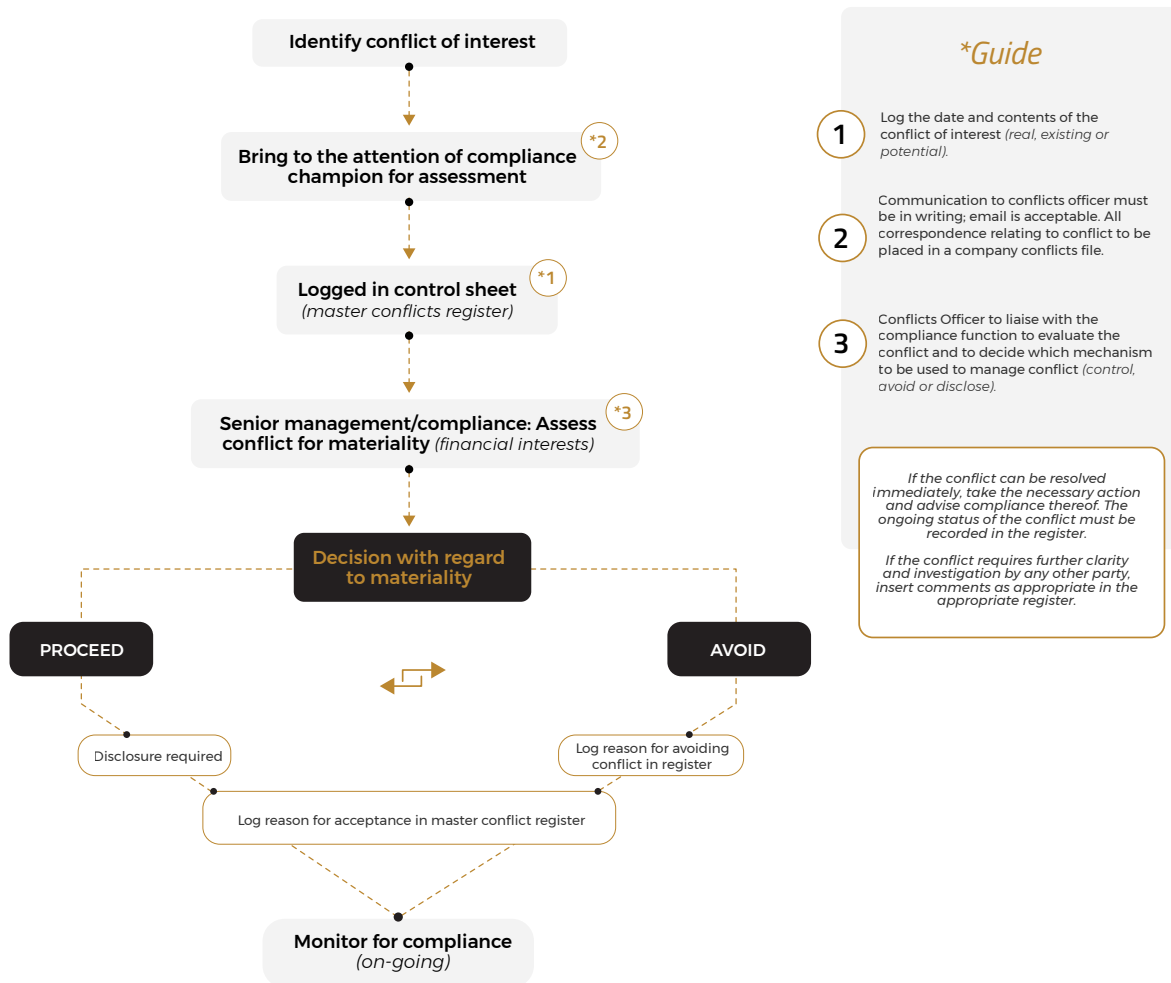 Identify conflict of interest
*2
Bring to the attention of compliance
champion for assessment
*1
Logged in control sheet
(master conflicts register)
*3
Senior management/compliance: Assess
conflict for materiality (financial interests)
Decision with regard
to materiality
PROCEED
AVOID
Disclosure required
Log reason for avoiding
conflict in register
Log reason for acceptance in master conflict register
Monitor for compliance
(on-going)
*Guide
1
Log the date and contents of the
conflict of interest (real, existing or
potential).
2
Communication to conflicts officer must
be in writing; email is acceptable. All
correspondence relating to conflict to be
placed in a company conflicts file.
3
Conflicts Officer to liaise with the
compliance function to evaluate the
conflict and to decide which mechanism
to be used to manage conflict (control,
avoid or disclose).
If the conflict can be resolved
immediately, take the necessary action
and advise compliance thereof. The
ongoing status of the conflict must be
recorded in the register.
If the conflict requires further clarity
and investigation by any other party,
insert comments as appropriate in the
appropriate register.